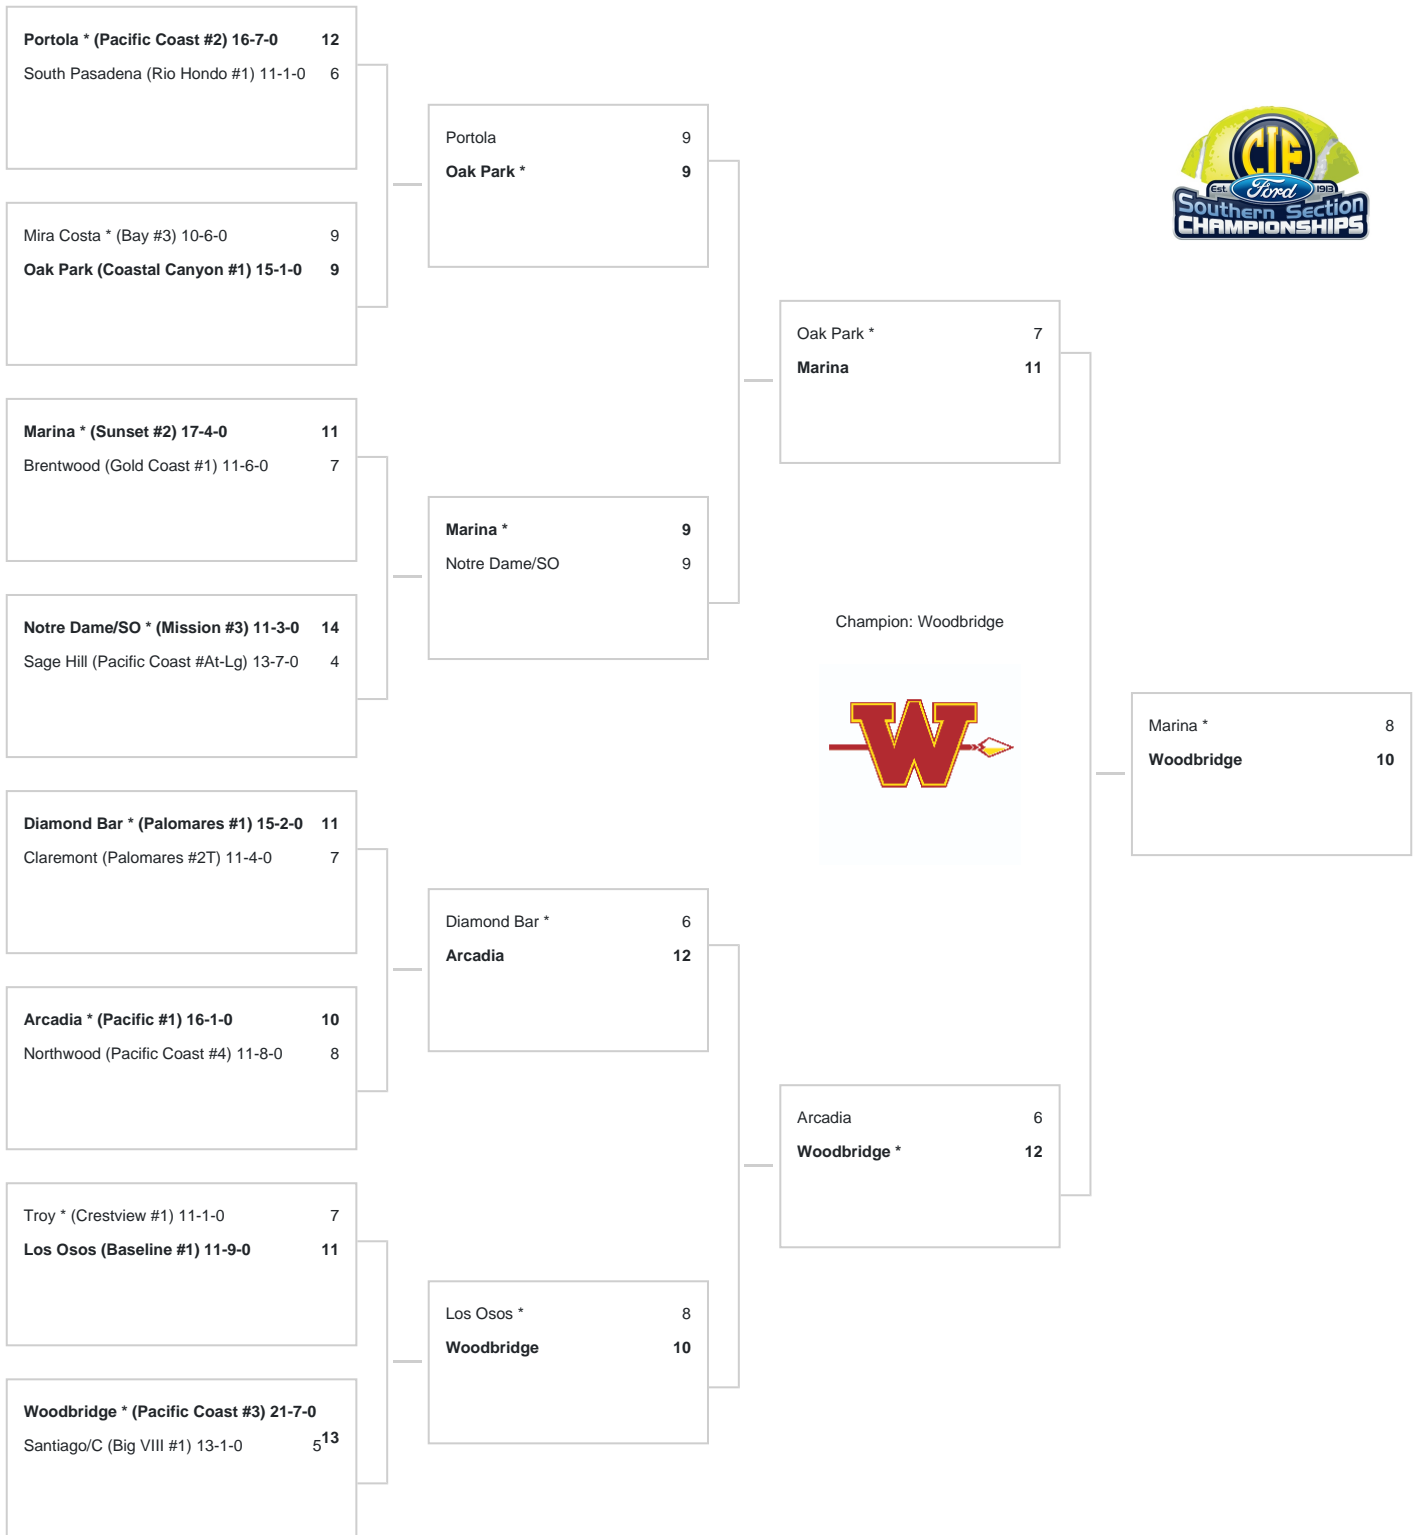 Portola * (Pacific Coast #2) 16-7-0 12
South Pasadena (Rio Hondo #1) 11-1-0 6
Mira Costa * (Bay #3) 10-6-0 9
Oak Park (Coastal Canyon #1) 15-1-0 9
Marina * (Sunset #2) 17-4-0 11
Brentwood (Gold Coast #1) 11-6-0 7
Notre Dame/SO * (Mission #3) 11-3-0 14
Sage Hill (Pacific Coast #At-Lg) 13-7-0 4
Diamond Bar * (Palomares #1) 15-2-0 11
Claremont (Palomares #2T) 11-4-0 7
Arcadia * (Pacific #1) 16-1-0 10
Northwood (Pacific Coast #4) 11-8-0 8
Troy * (Crestview #1) 11-1-0 7
Los Osos (Baseline #1) 11-9-0 11
Woodbridge * (Pacific Coast #3) 21-7-0 13
Santiago/C (Big VIII #1) 13-1-0 5
Portola 9
Oak Park * 9
Marina * 9
Notre Dame/SO 9
Diamond Bar * 6
Arcadia 12
Los Osos * 8
Woodbridge 10
Oak Park * 7
Marina 11
Arcadia 6
Woodbridge * 12
CIF
Est. Ford 1913
Southern Section
CHAMPIONSHIPS
Champion: Woodbridge
W
Marina * 8
Woodbridge 10